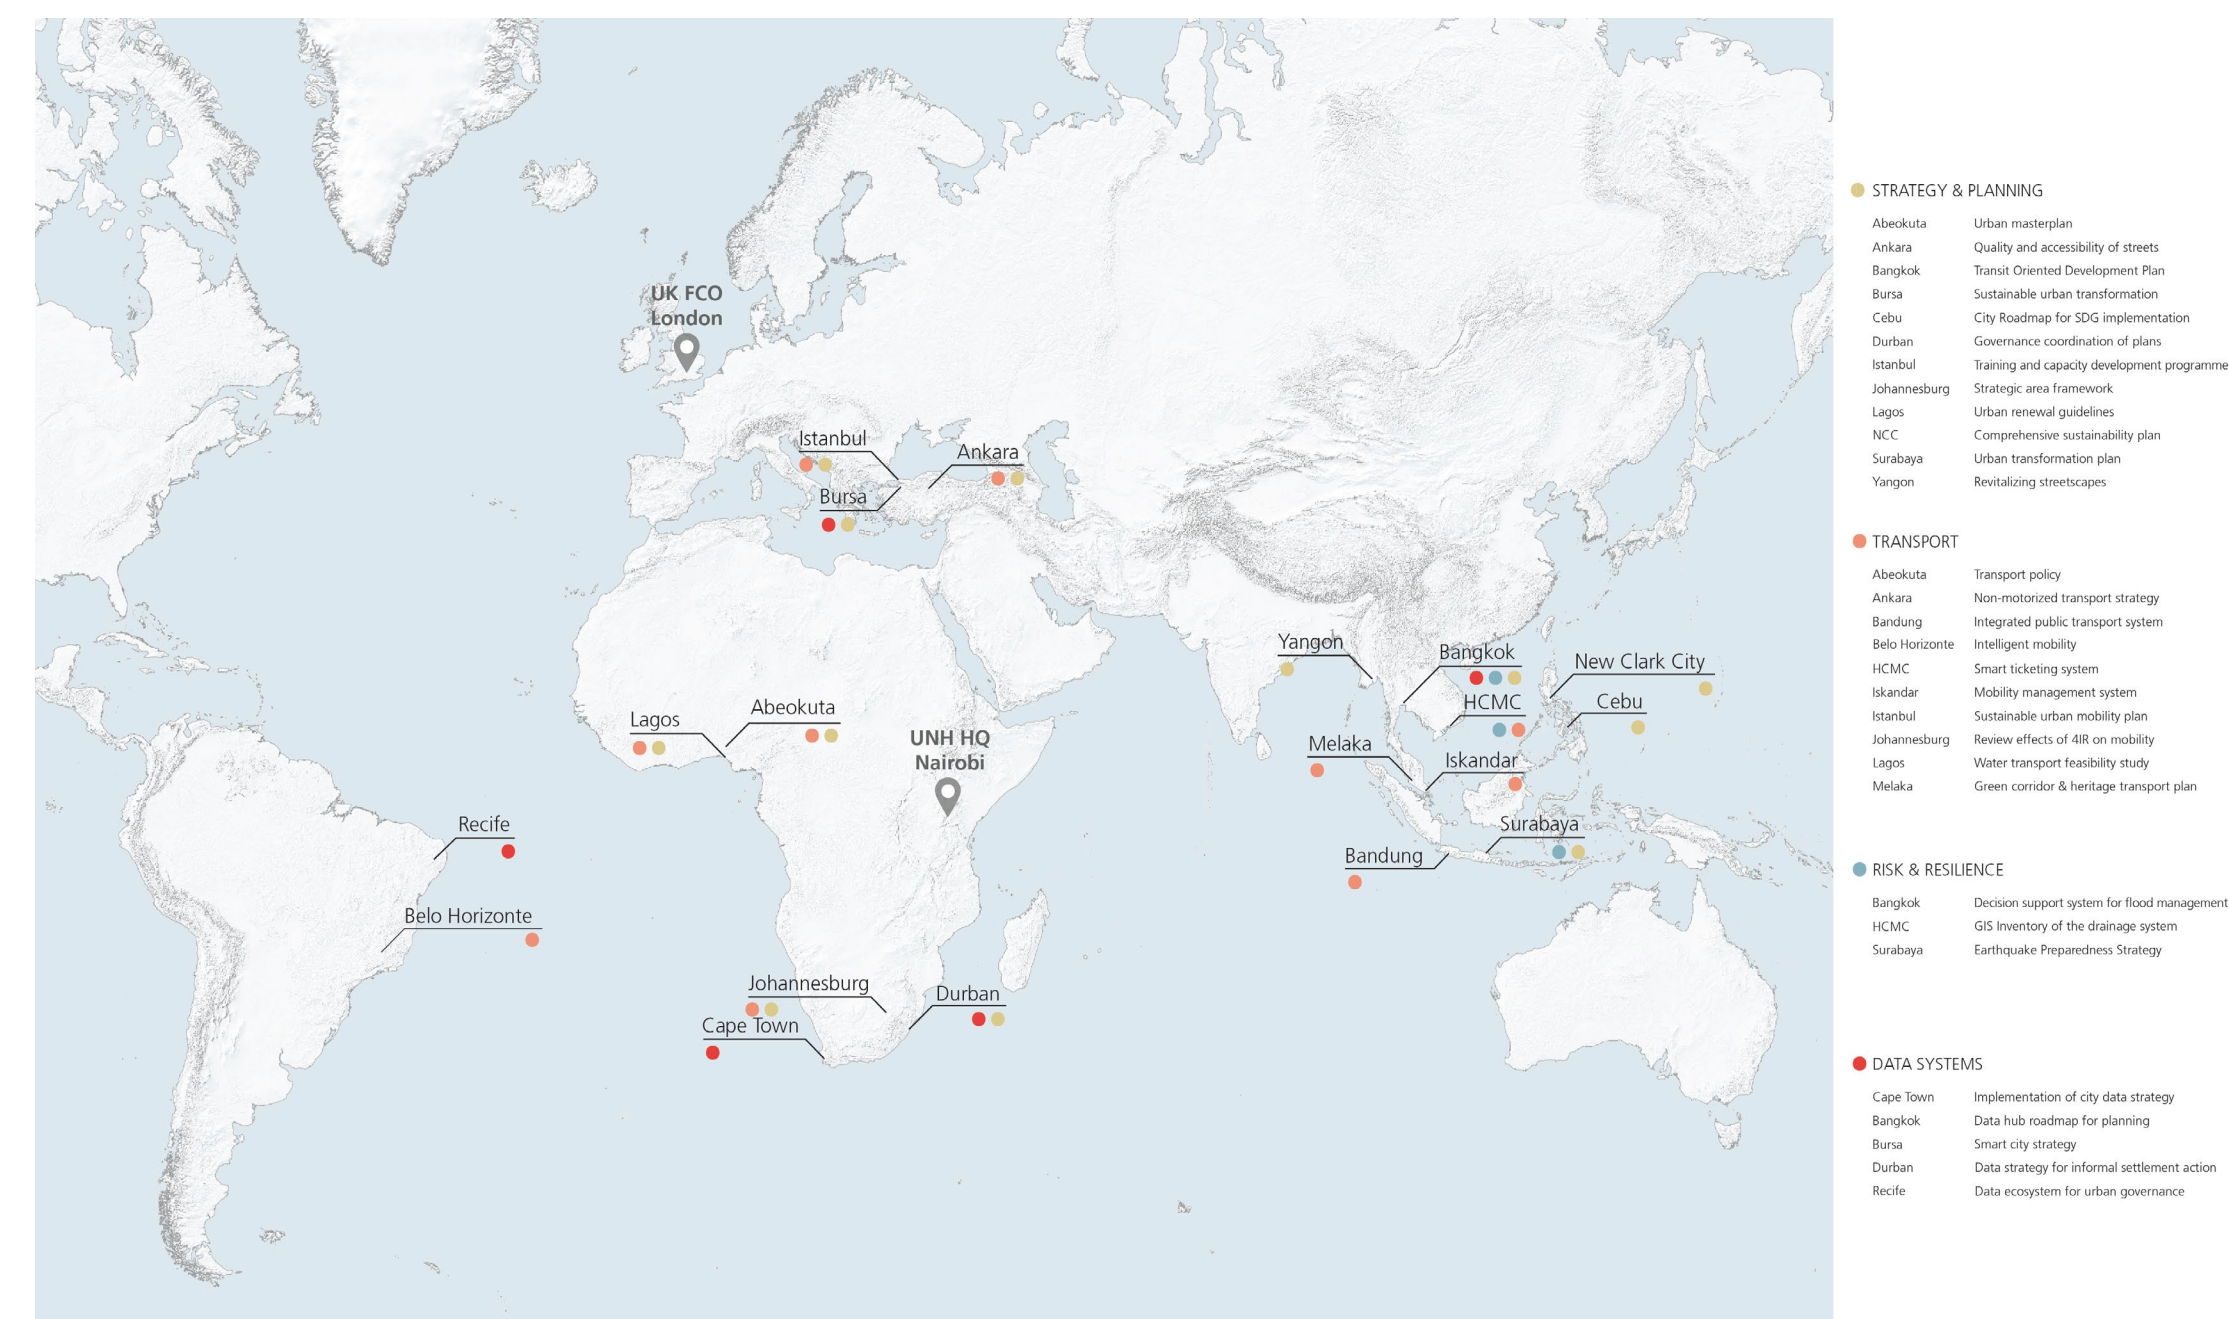 UK FCO
London
Istanbul
Ankara
Bursa
Yangon
Bangkok
New Clark City
HCMC
Cebu
Lagos
Abeokuta
UNH HQ
Nairobi
Melaka
Iskandar
Recife
Surabaya
Bandung
Belo Horizonte
Johannesburg
Durban
Cape Town
STRATEGY & PLANNING
Abeokuta Urban masterplan
Ankara Quality and accessibility of streets
Bangkok Transit Oriented Development Plan
Bursa Sustainable urban transformation
Cebu City Roadmap for SDG implementation
Durban Governance coordination of plans
Istanbul Training and capacity development programme
Johannesburg Strategic area framework
Lagos Urban renewal guidelines
NCC Comprehensive sustainability plan
Surabaya Urban transformation plan
Yangon Revitalizing streetscapes
TRANSPORT
Abeokuta Transport policy
Ankara Non-motorized transport strategy
Bandung Integrated public transport system
Belo Horizonte Intelligent mobility
HCMC Smart ticketing system
Iskandar Mobility management system
Istanbul Sustainable urban mobility plan
Johannesburg Review effects of 4IR on mobility
Lagos Water transport feasibility study
Melaka Green corridor & heritage transport plan
RISK & RESILIENCE
Bangkok Decision support system for flood management
HCMC GIS Inventory of the drainage system
Surabaya Earthquake Preparedness Strategy
DATA SYSTEMS
Cape Town Implementation of city data strategy
Bangkok Data hub roadmap for planning
Bursa Smart city strategy
Durban Data strategy for informal settlement action
Recife Data ecosystem for urban governance